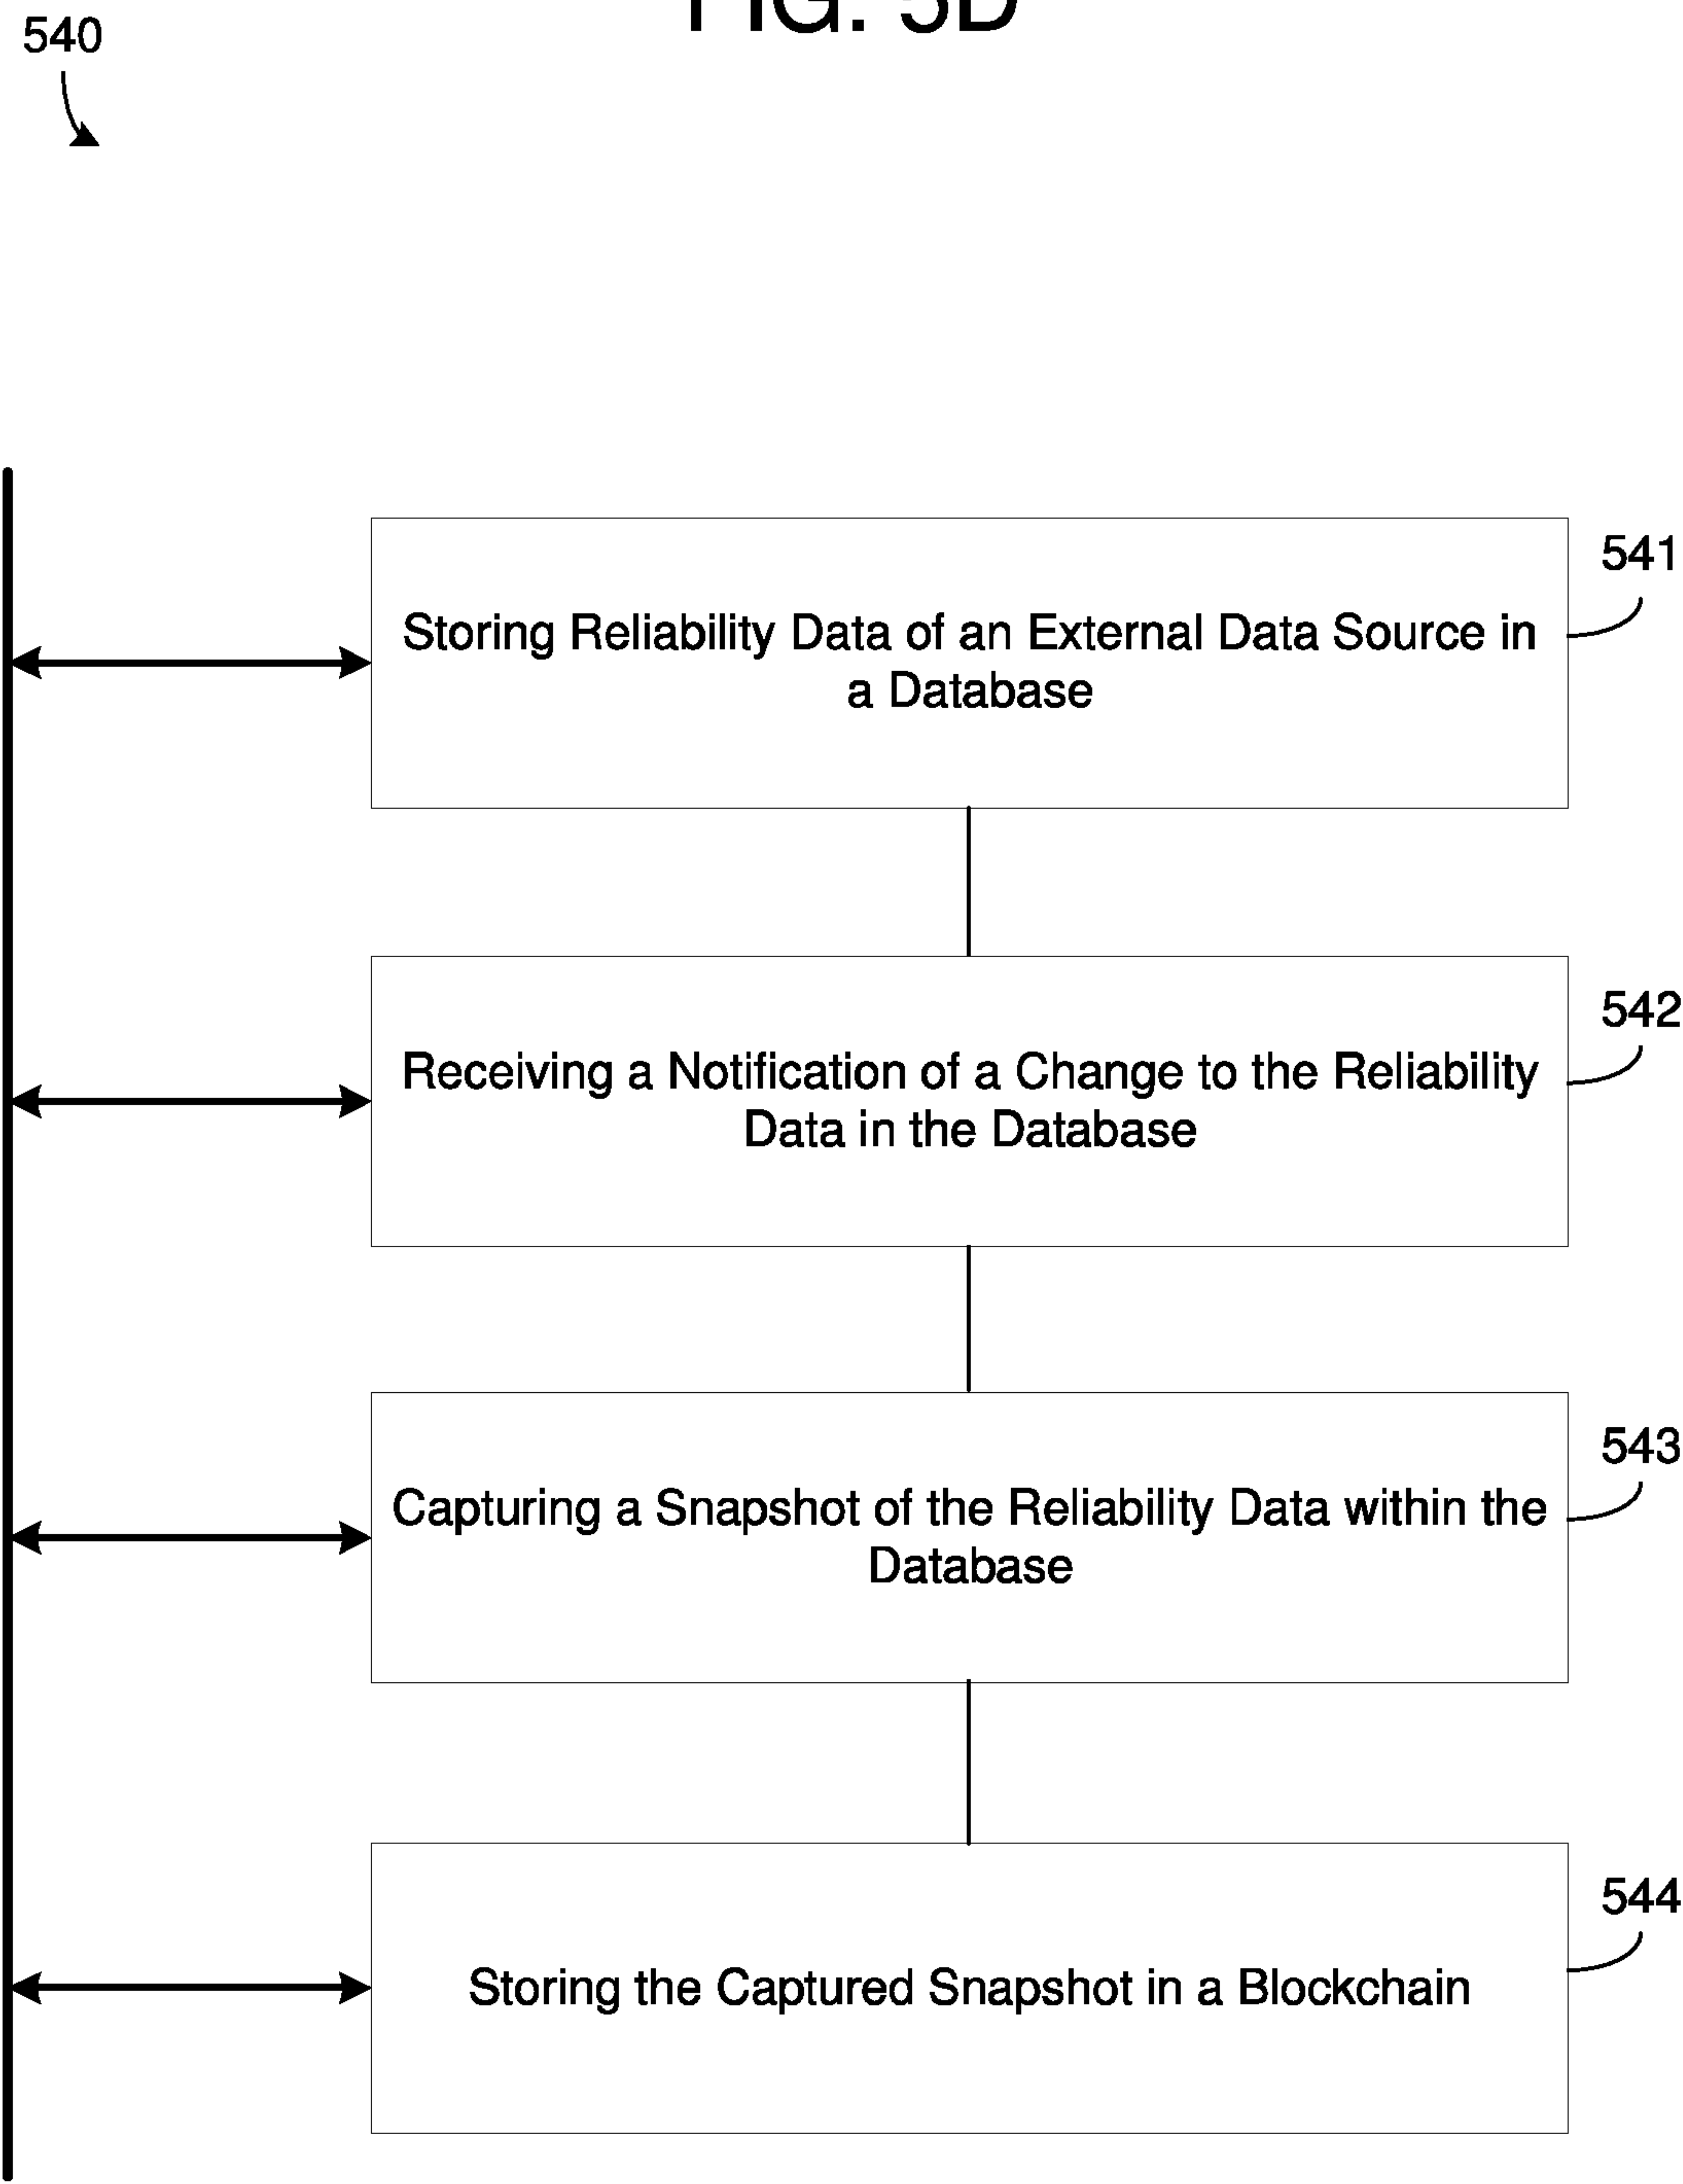 FIG. 5D
540
541
Storing Reliability Data of an External Data Source in
a Database
542
Receiving a Notification of a Change to the Reliability
Data in the Database
543
Capturing a Snapshot of the Reliability Data within the
Database
544
Storing the Captured Snapshot in a Blockchain